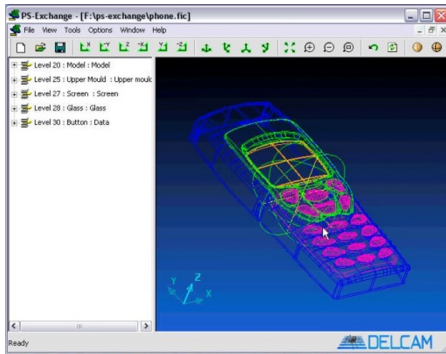 PS-Exchange - [F:\ps-exchange\phone.fic]
File View Tools Options Window Help
Level 20 : Model : Model
Level 25 : Upper Mould : Upper mouk
Level 27 : Screen : Screen
Level 28 : Glass : Glass
Level 30 : Button : Data
Z
Y
X
Ready
DELCAM